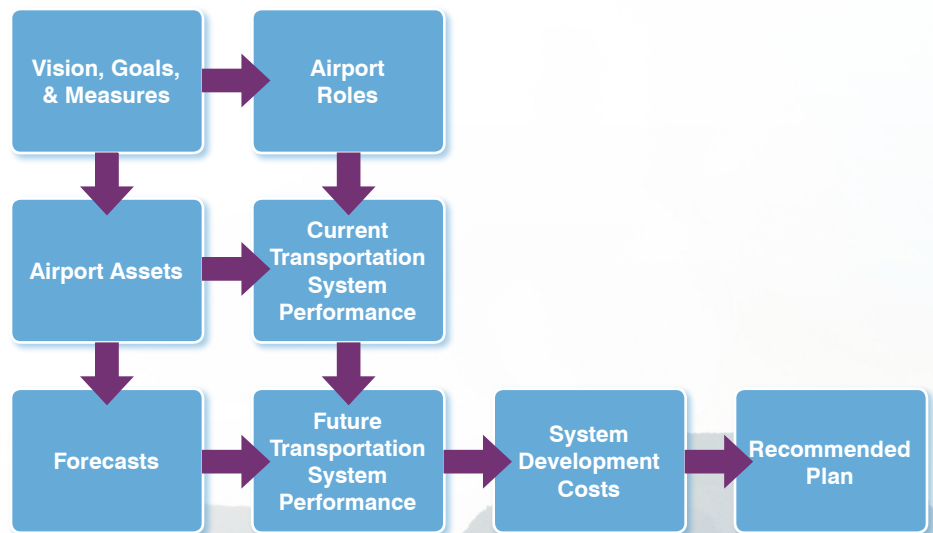 Vision, Goals,
& Measures
Airport
Roles
Airport Assets
Current
Transportation
System
Performance
Forecasts
Future
Transportation
System
Performance
System
Development
Costs
Recommended
Plan